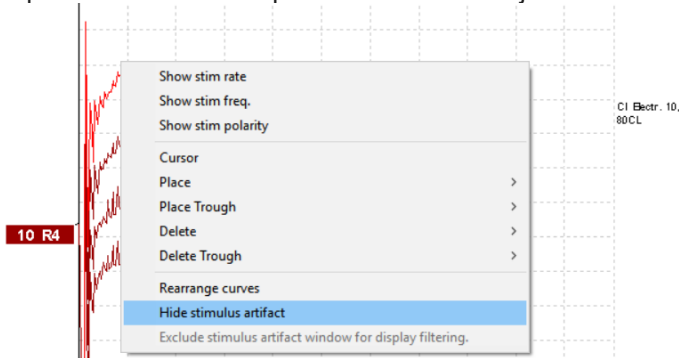 Show stim rate
Show stim freq.
Show stim polarity
CI Electr. 10,
80CL
Cursor
Place
Place Trough
10 R4
Delete
Delete Trough
Rearrange curves
Hide stimulus artifact
Exclude stimulus artifact window for display filtering.